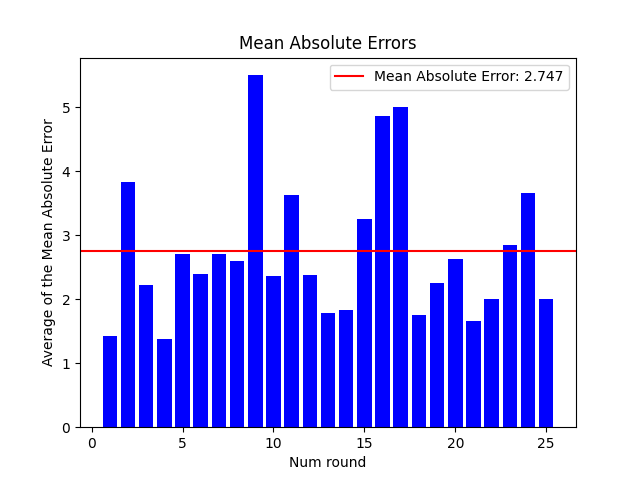 Mean Absolute Errors
Mean Absolute Error: 2.747
Average of the Mean Absolute Error
5
4
3
2
1
0
0 5 10 15 20 25
Num round